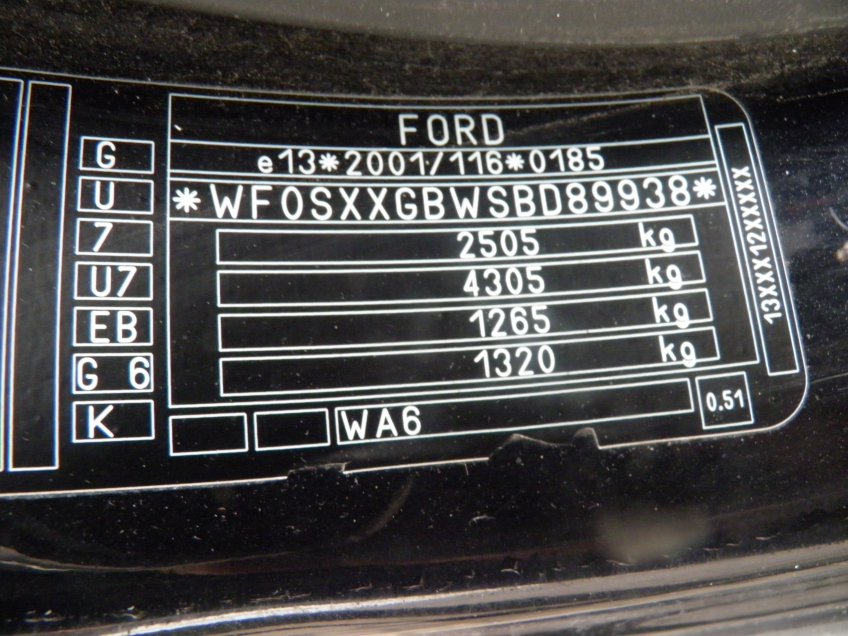 FORD
e13*2001/116*0185
*WF0SXXGBWSBD89938*
2505 kg
4305 kg
1265 kg
1320 kg
WA6
0.51
13XXX12XXXXX
G
U
7
U7
EB
G 6
K